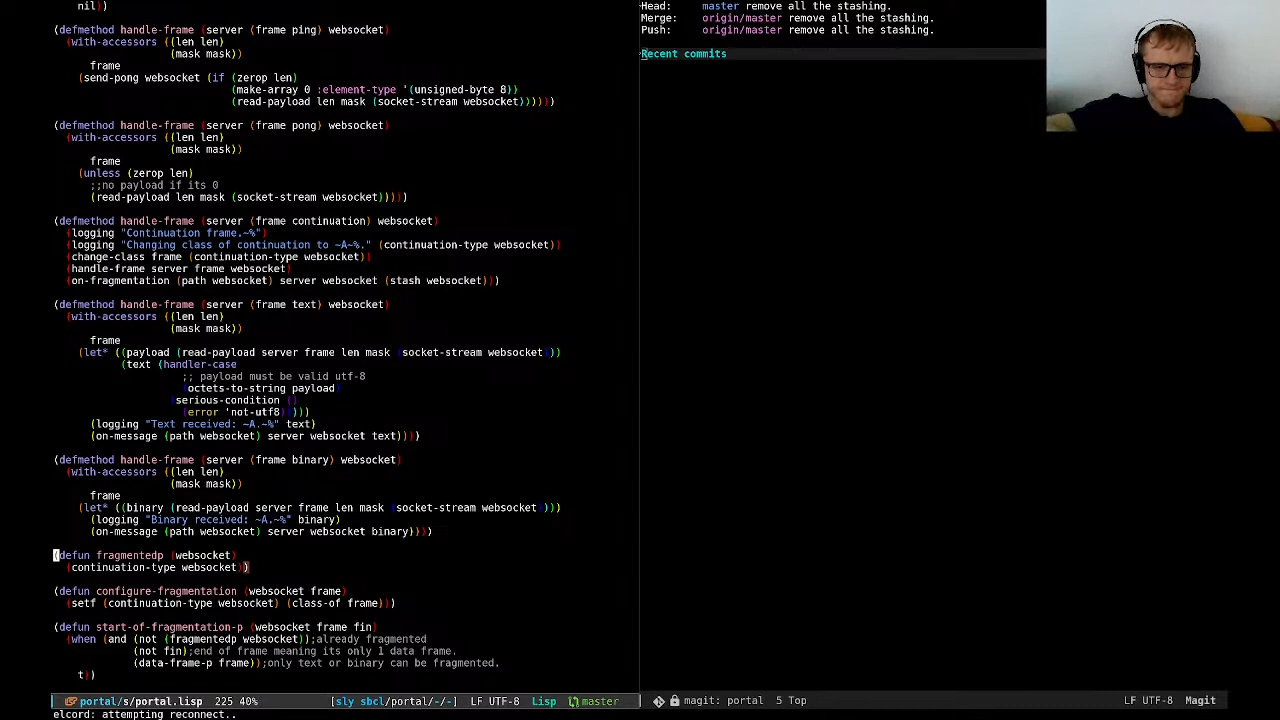 nil))
(defmethod handle-frame (server (frame ping) websocket)
(with-accessors ((len len)
(mask mask))
frame
(send-pong websocket (if (zerop len)
(make-array 0 :element-type '(unsigned-byte 8))
(read-payload len mask (socket-stream websocket))))))
(defmethod handle-frame (server (frame pong) websocket)
(with-accessors ((len len)
(mask mask))
frame
(unless (zerop len)
;;no payload if its 0
(read-payload len mask (socket-stream websocket)))))
(defmethod handle-frame (server (frame continuation) websocket)
(logging "Continuation frame.~%")
(logging "Changing class of continuation to ~A~%." (continuation-type websocket))
(change-class frame (continuation-type websocket))
(handle-frame server frame websocket)
(on-fragmentation (path websocket) server websocket (stash websocket)))
(defmethod handle-frame (server (frame text) websocket)
(with-accessors ((len len)
(mask mask))
frame
(let* ((payload (read-payload server frame len mask (socket-stream websocket)))
(text (handler-case
;; payload must be valid utf-8
(octets-to-string payload)
(serious-condition ()
(error 'not-utf8)))))
(logging "Text received: ~A.~%" text)
(on-message (path websocket) server websocket text))))
(defmethod handle-frame (server (frame binary) websocket)
(with-accessors ((len len)
(mask mask))
frame
(let* ((binary (read-payload server frame len mask (socket-stream websocket))))
(logging "Binary received: ~A.~%" binary)
(on-message (path websocket) server websocket binary))))
(defun fragmentedp (websocket)
(continuation-type websocket))
(defun configure-fragmentation (websocket frame)
(setf (continuation-type websocket) (class-of frame)))
(defun start-of-fragmentation-p (websocket frame fin)
(when (and (not (fragmentedp websocket));already fragmented
(not fin);end of frame meaning its only 1 data frame.
(data-frame-p frame));only text or binary can be fragmented.
t))
portal/s/portal.lisp 225 40% [sly sbcl/portal/-/-] LF UTF-8 Lisp master
elcord: attempting reconnect..
Head: master remove all the stashing.
Merge: origin/master remove all the stashing.
Push: origin/master remove all the stashing.
Recent commits
magit: portal 5 Top LF UTF-8 Magit